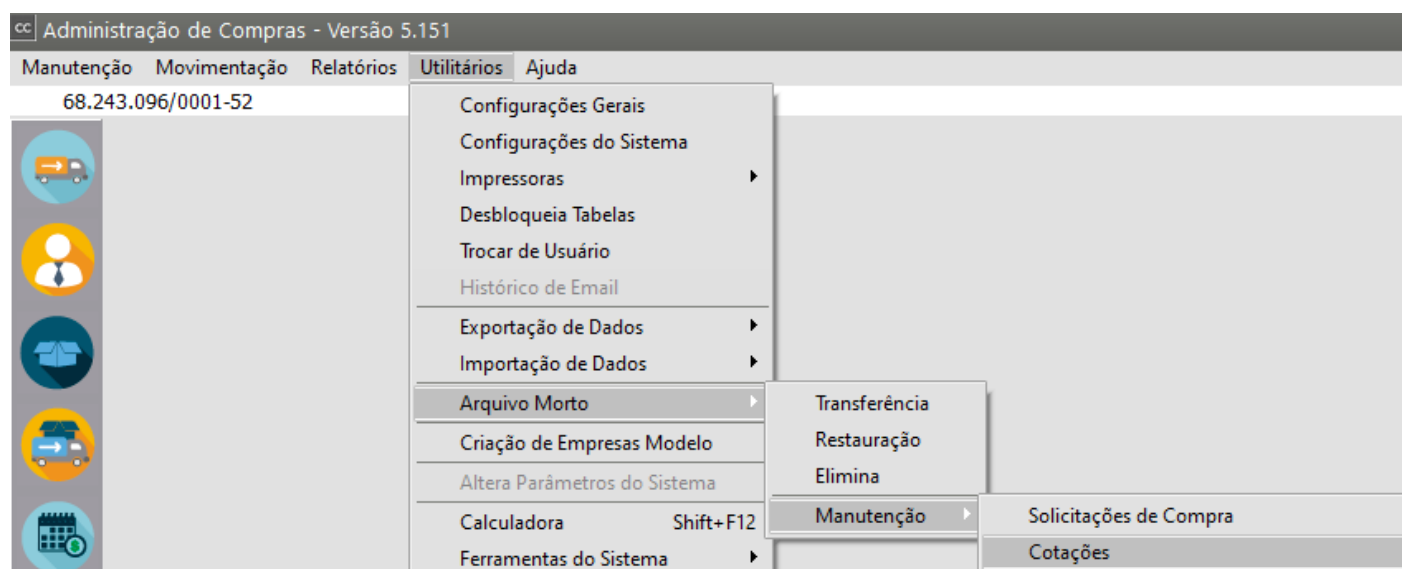 cc Administração de Compras - Versão 5.151
Manutenção Movimentação Relatórios Utilitários Ajuda
68.243.096/0001-52
Configurações Gerais
Configurações do Sistema
Impressoras
Desbloqueia Tabelas
Trocar de Usuário
Histórico de Email
Exportação de Dados
Importação de Dados
Arquivo Morto
Criação de Empresas Modelo
Altera Parâmetros do Sistema
Calculadora Shift+F12
Ferramentas do Sistema
Transferência
Restauração
Elimina
Manutenção
Solicitações de Compra
Cotações